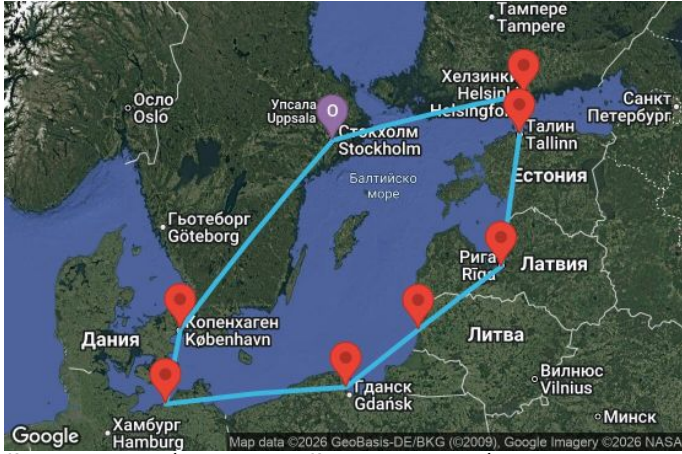 Тампере
Tampere
Хелзинки
Helsinki
Helsingfo
Осло
Oslo
Упсала
Uppsala
O
Санкт
Петербург
Стокхолм
Stockholm
Талин
Tallinn
Балтийско
море
Естония
Гьотеборг
Göteborg
Рига
Rīga
Латвия
Копенхаген
København
Дания
Литва
Вилнюс
Vilnius
Гданск
Gdańsk
Минск
Хамбург
Hamburg
Google
Map data ©2026 GeoBasis-DE/BKG (©2009), Google Imagery ©2026 NASA